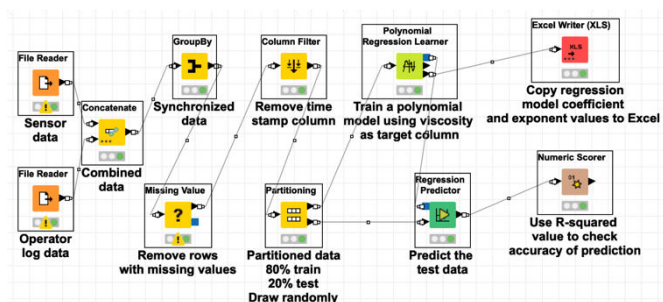 File Reader
Sensor
data
File Reader
Operator
log data
Concatenate
Combined
data
GroupBy
Synchronized
data
Missing Value
?
Remove rows
with missing values
Column Filter
Remove time
stamp column
Partitioning
Partitioned data
80% train
20% test
Draw randomly
Polynomial
Regression Learner
Train a polynomial
model using viscosity
as target column
Regression
Predictor
Predict the
test data
Excel Writer (XLS)
XLS
Copy regression
model coefficient
and exponent values to Excel
Numeric Scorer
Use R-squared
value to check
accuracy of prediction